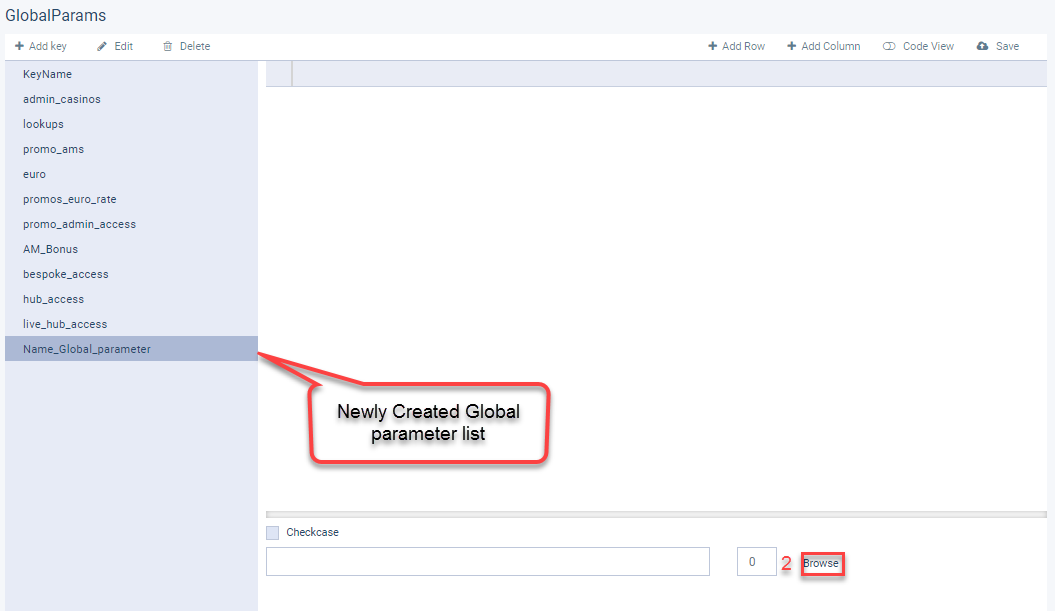 GlobalParams
Add key Edit Delete Add Row Add Column Code View Save
KeyName
admin_casinos
lookups
promo_ams
euro
promos_euro_rate
promo_admin_access
AM_Bonus
bespoke_access
hub_access
live_hub_access
Name_Global_parameter
Newly Created Global
parameter list
Checkcase
0 2 Browse